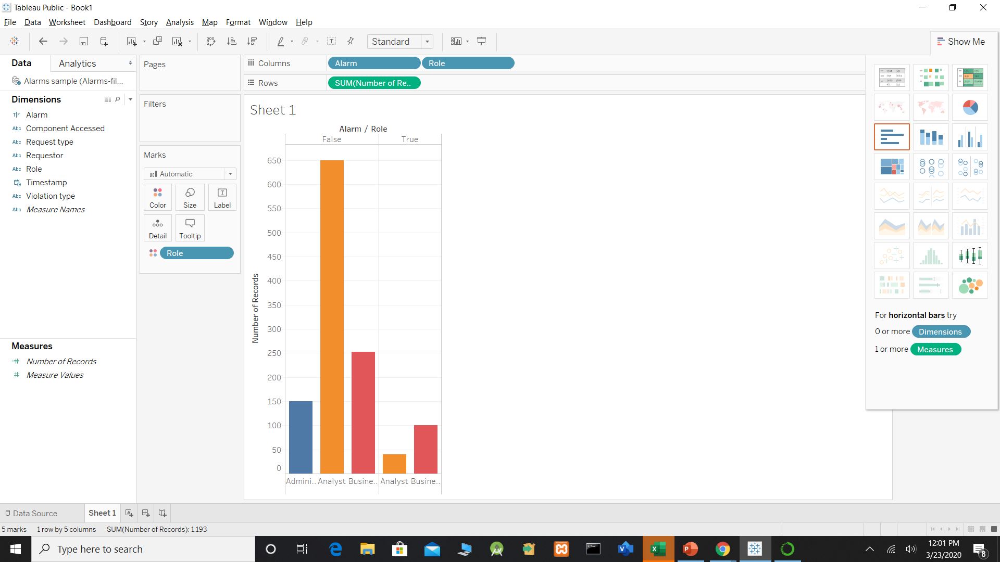 Tableau Public - Book1
File Data Worksheet Dashboard Story Analysis Map Format Window Help
Standard
Show Me
Data Analytics
Alarms sample (Alarms-fil...
Dimensions
T|F Alarm
Abc Component Accessed
Abc Request type
Abc Requestor
Abc Role
Timestamp
Abc Violation type
Abc Measure Names
Measures
=# Number of Records
# Measure Values
Pages
Filters
Marks
Automatic
Color Size Label
Detail Tooltip
Role
Columns Alarm Role
Rows SUM(Number of Re..
Sheet 1
Alarm / Role
False True
650
600
550
500
450
400
350
300
250
200
150
100
50
0
Number of Records
Admini.. Analyst Busine.. Analyst Busine..
For horizontal bars try
0 or more Dimensions
1 or more Measures
Data Source Sheet 1
5 marks 1 row by 5 columns SUM(Number of Records): 1,193
Type here to search
12:01 PM
3/23/2020
8